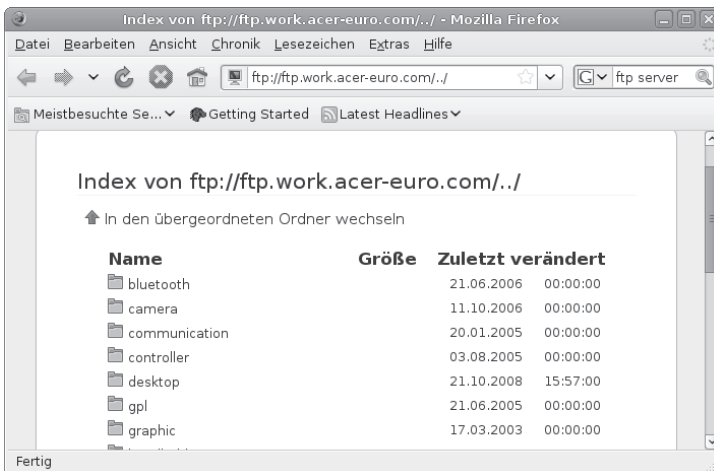 Index von ftp://ftp.work.acer-euro.com/../ - Mozilla Firefox
Datei Bearbeiten Ansicht Chronik Lesezeichen Extras Hilfe
ftp://ftp.work.acer-euro.com/../ G ftp server
Meistbesuchte Se... Getting Started Latest Headlines
Index von ftp://ftp.work.acer-euro.com/../
In den übergeordneten Ordner wechseln
Name Größe Zuletzt verändert
bluetooth 21.06.2006 00:00:00
camera 11.10.2006 00:00:00
communication 20.01.2005 00:00:00
controller 03.08.2005 00:00:00
desktop 21.10.2008 15:57:00
gpl 21.06.2005 00:00:00
graphic 17.03.2003 00:00:00
Fertig